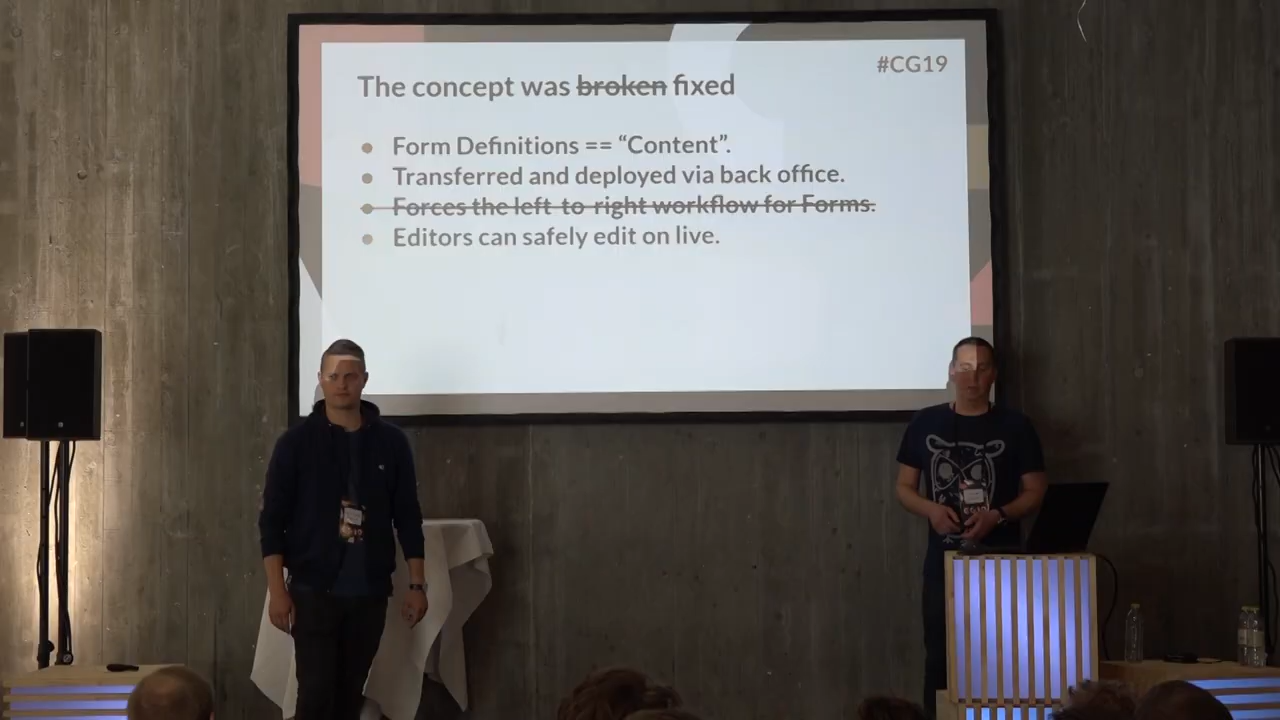 #CG19
The concept was broken fixed
Form Definitions == “Content”.
Transferred and deployed via back office.
Forces the left-to-right workflow for Forms.
Editors can safely edit on live.